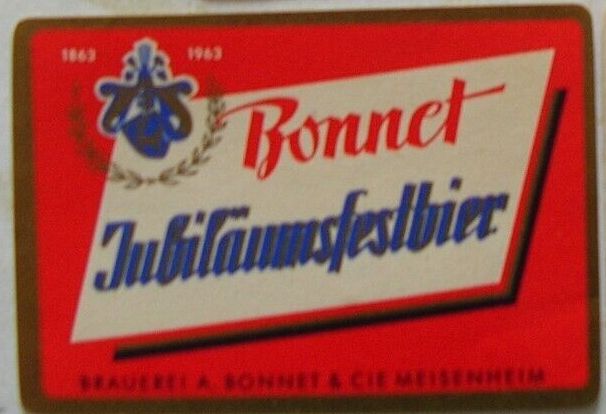 1863 1963
Bonnet
Jubiläumsfestbier
BRAUEREI A. BONNET & CIE MEISENHEIM